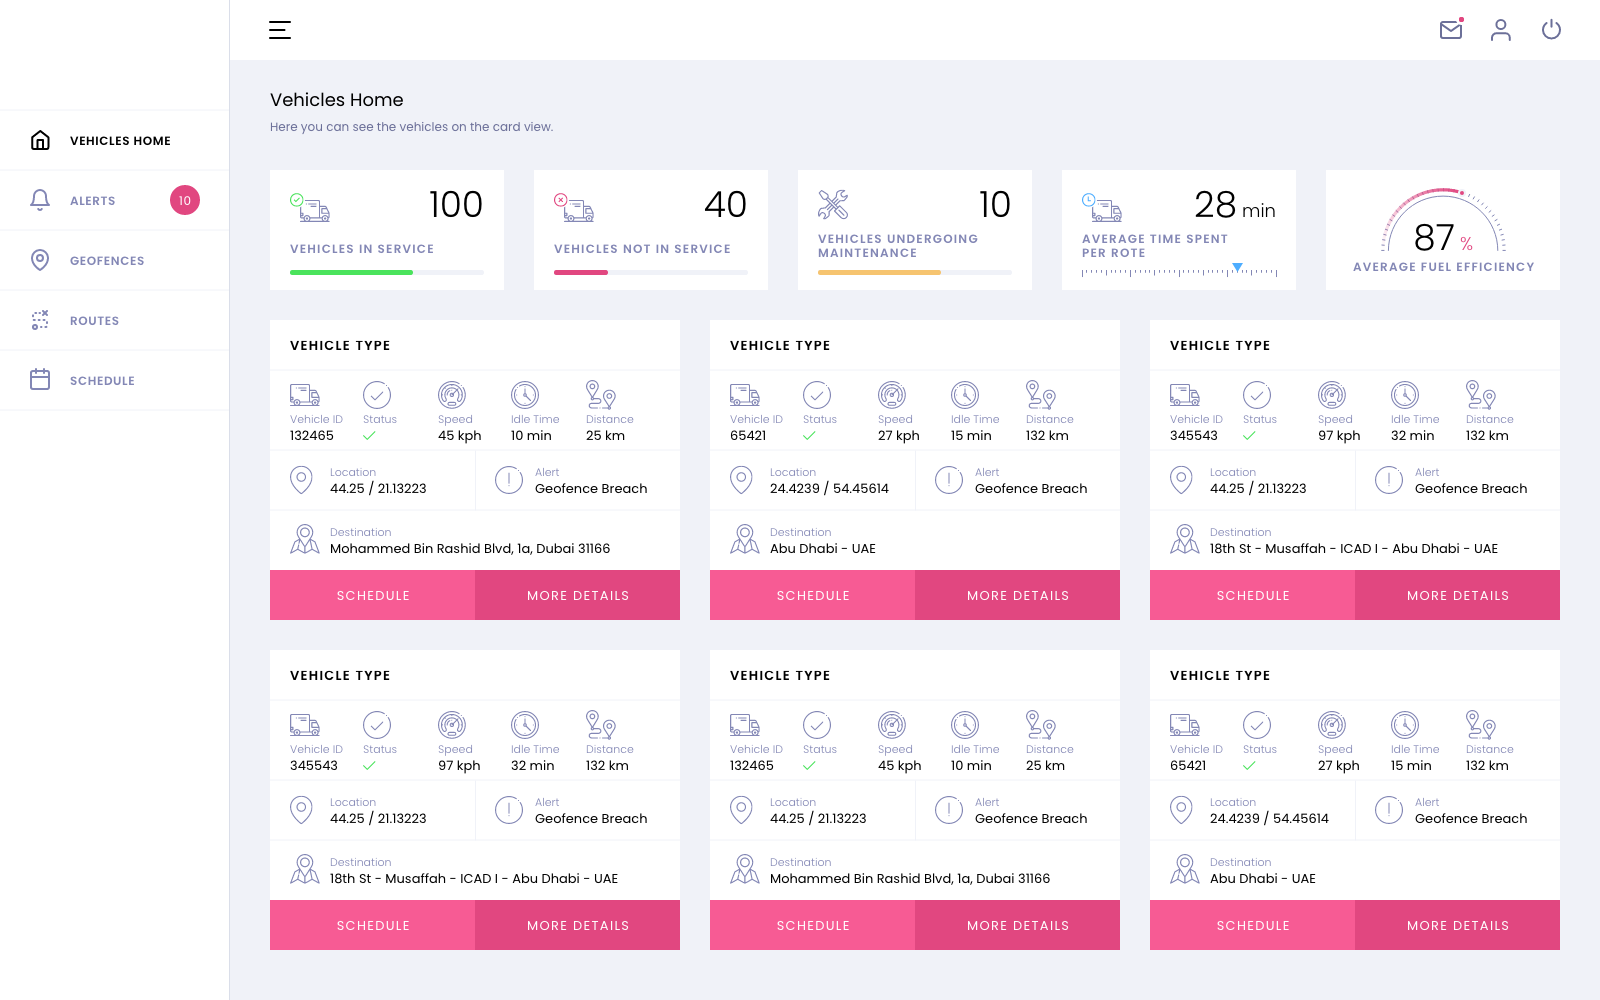 VEHICLES HOME
ALERTS 10
GEOFENCES
ROUTES
SCHEDULE
Vehicles Home
Here you can see the vehicles on the card view.
100
VEHICLES IN SERVICE
40
VEHICLES NOT IN SERVICE
10
VEHICLES UNDERGOING
MAINTENANCE
28 min
AVERAGE TIME SPENT
PER ROTE
87 %
AVERAGE FUEL EFFICIENCY
VEHICLE TYPE
Vehicle ID Status Speed Idle Time Distance
132465 45 kph 10 min 25 km
Location Alert
44.25 / 21.13223 Geofence Breach
Destination
Mohammed Bin Rashid Blvd, 1a, Dubai 31166
SCHEDULE MORE DETAILS
VEHICLE TYPE
Vehicle ID Status Speed Idle Time Distance
65421 27 kph 15 min 132 km
Location Alert
24.4239 / 54.45614 Geofence Breach
Destination
Abu Dhabi - UAE
SCHEDULE MORE DETAILS
VEHICLE TYPE
Vehicle ID Status Speed Idle Time Distance
345543 97 kph 32 min 132 km
Location Alert
44.25 / 21.13223 Geofence Breach
Destination
18th St - Musaffah - ICAD I - Abu Dhabi - UAE
SCHEDULE MORE DETAILS
VEHICLE TYPE
Vehicle ID Status Speed Idle Time Distance
345543 97 kph 32 min 132 km
Location Alert
44.25 / 21.13223 Geofence Breach
Destination
18th St - Musaffah - ICAD I - Abu Dhabi - UAE
SCHEDULE MORE DETAILS
VEHICLE TYPE
Vehicle ID Status Speed Idle Time Distance
132465 45 kph 10 min 25 km
Location Alert
44.25 / 21.13223 Geofence Breach
Destination
Mohammed Bin Rashid Blvd, 1a, Dubai 31166
SCHEDULE MORE DETAILS
VEHICLE TYPE
Vehicle ID Status Speed Idle Time Distance
65421 27 kph 15 min 132 km
Location Alert
24.4239 / 54.45614 Geofence Breach
Destination
Abu Dhabi - UAE
SCHEDULE MORE DETAILS